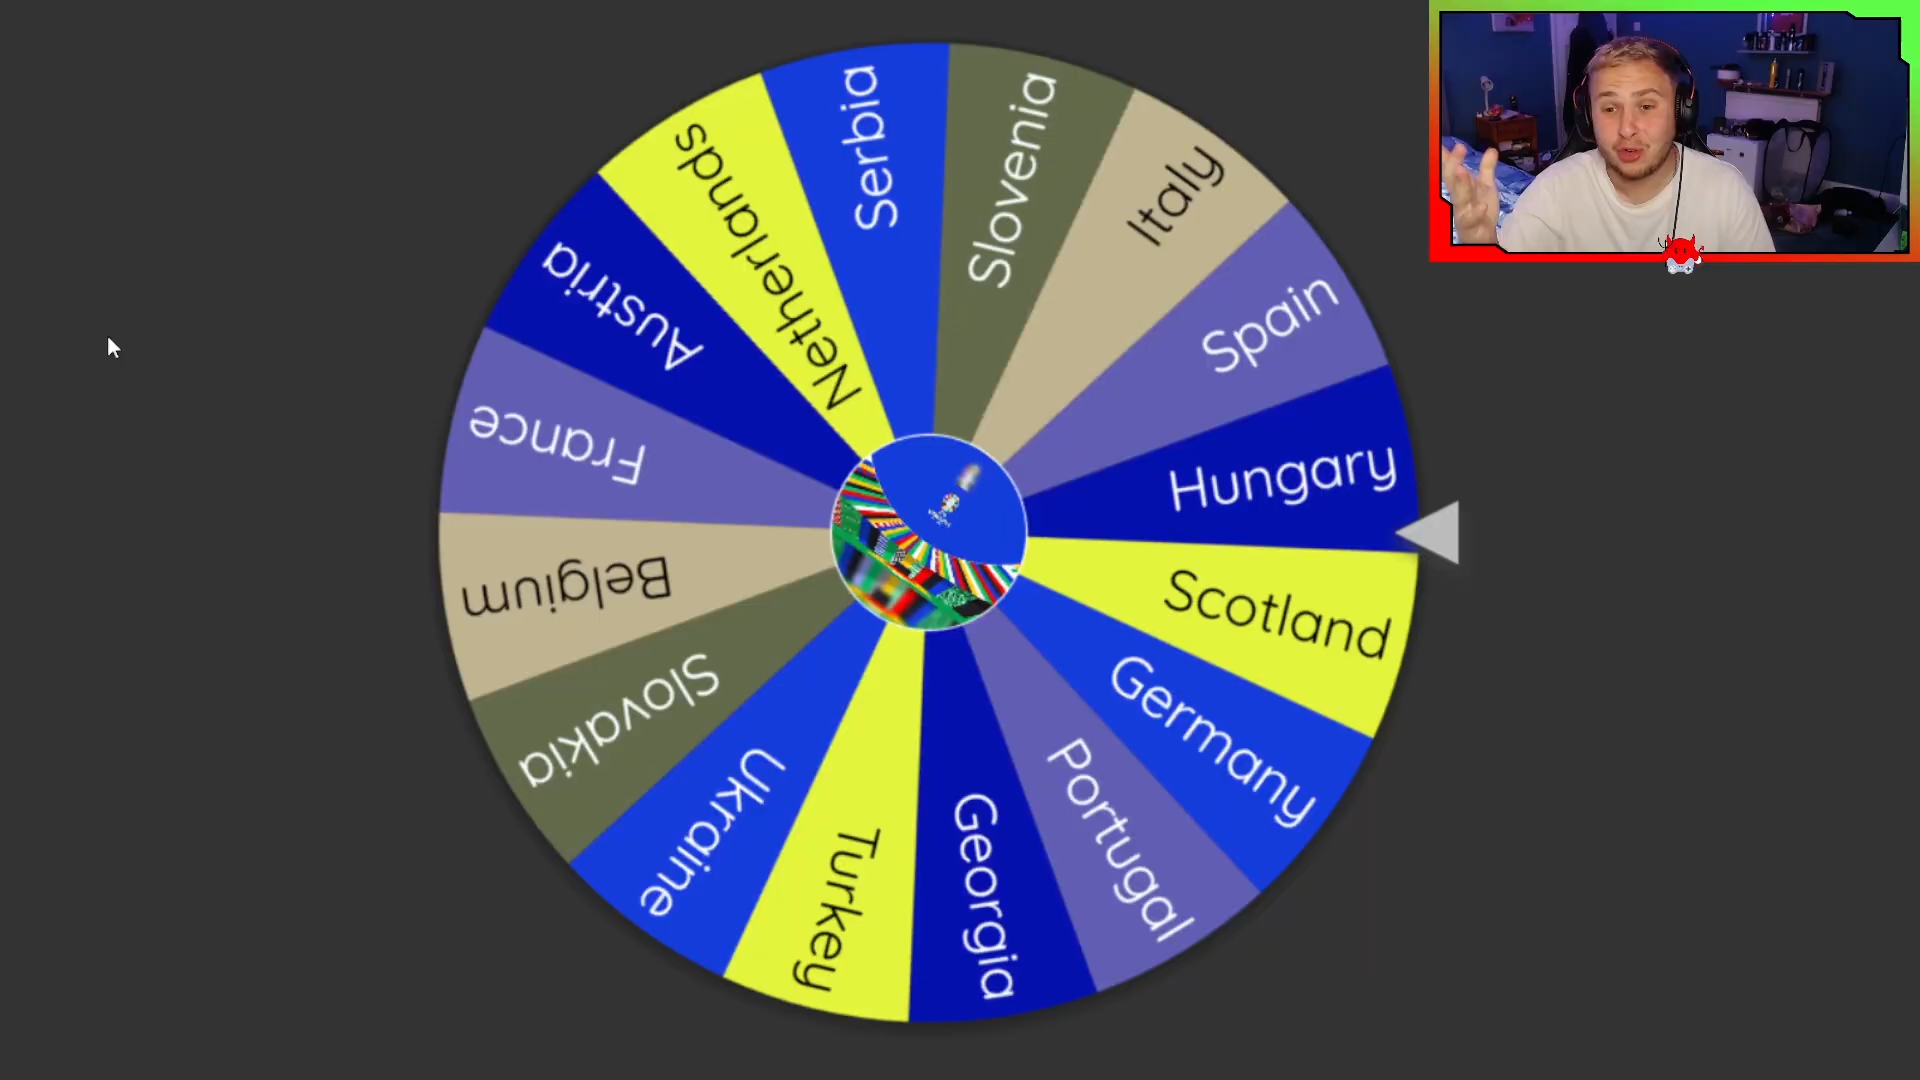 Serbia
Slovenia
Italy
Spain
Hungary
Scotland
Germany
Portugal
Georgia
Turkey
Ukraine
Slovakia
Belgium
France
Austria
Netherlands